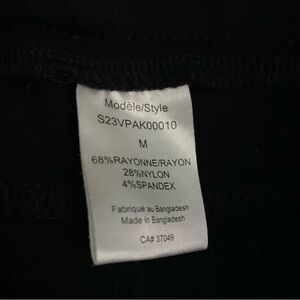 Modèle/Style
S23VPAK00010
M
68%RAYONNE/RAYON
28%NYLON
4%SPANDEX
Fabriqué au Bangladesh
Made in Bangladesh
CA# 37049